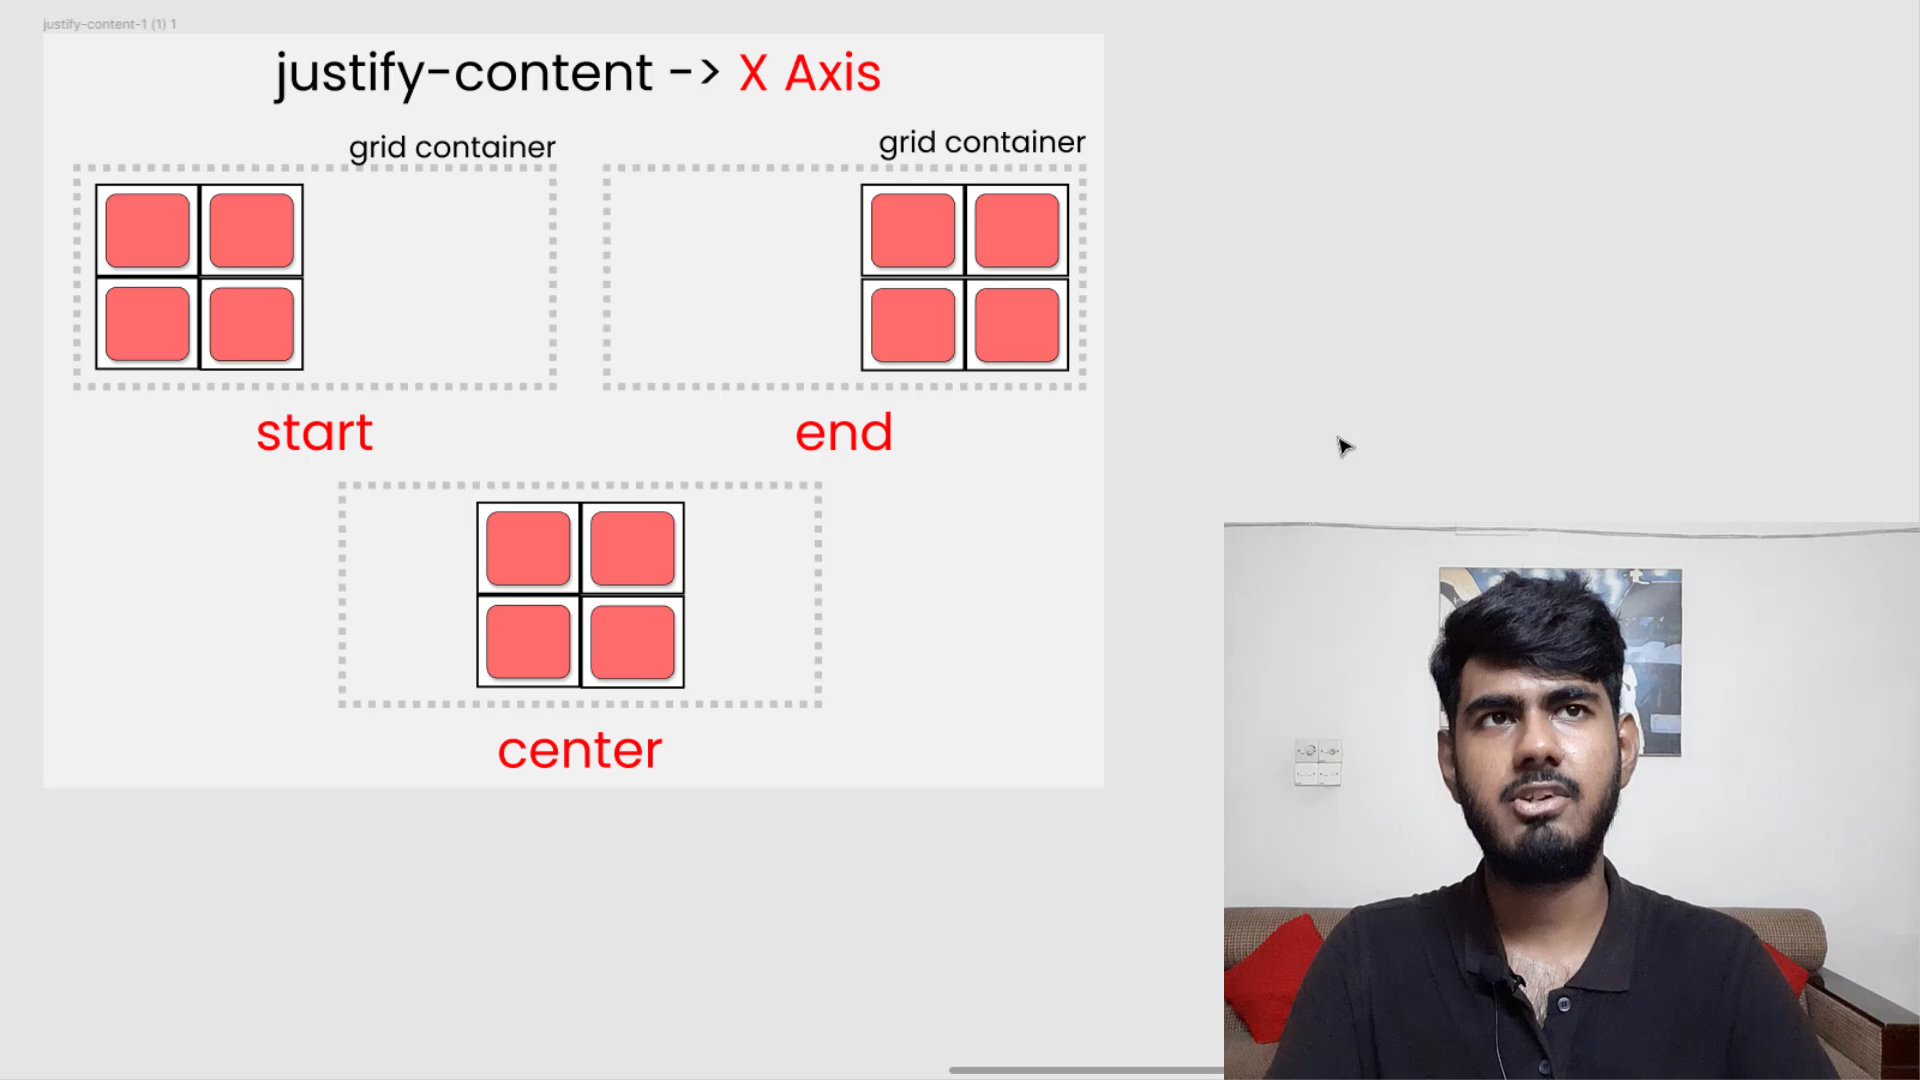 justify-content-1 (1) 1
justify-content -> X Axis
grid container
grid container
start
end
center